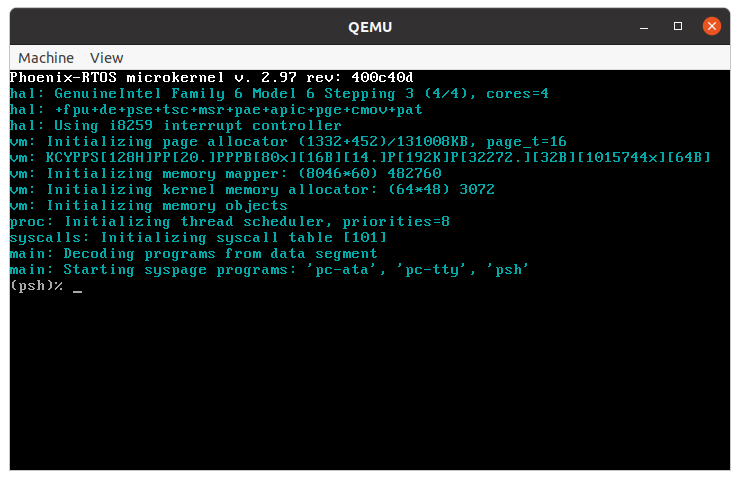 QEMU
Machine View
Phoenix-RTOS microkernel v. 2.97 rev: 400c40d
hal: GenuineIntel Family 6 Model 6 Stepping 3 (4/4), cores=4
hal: +fpu+de+pse+tsc+msr+pae+apic+pge+cmov+pat
hal: Using i8259 interrupt controller
vm: Initializing page allocator (1332+452)/131008KB, page_t=16
vm: KCYPPS[128H]PP[20.]PPPB[80x][16B][14.]P[192K]P[32272.][32B][1015744x][64B]
vm: Initializing memory mapper: (8046*60) 482760
vm: Initializing kernel memory allocator: (64*48) 3072
vm: Initializing memory objects
proc: Initializing thread scheduler, priorities=8
syscalls: Initializing syscall table [101]
main: Decoding programs from data segment
main: Starting syspage programs: 'pc-ata', 'pc-tty', 'psh'
(psh)% _